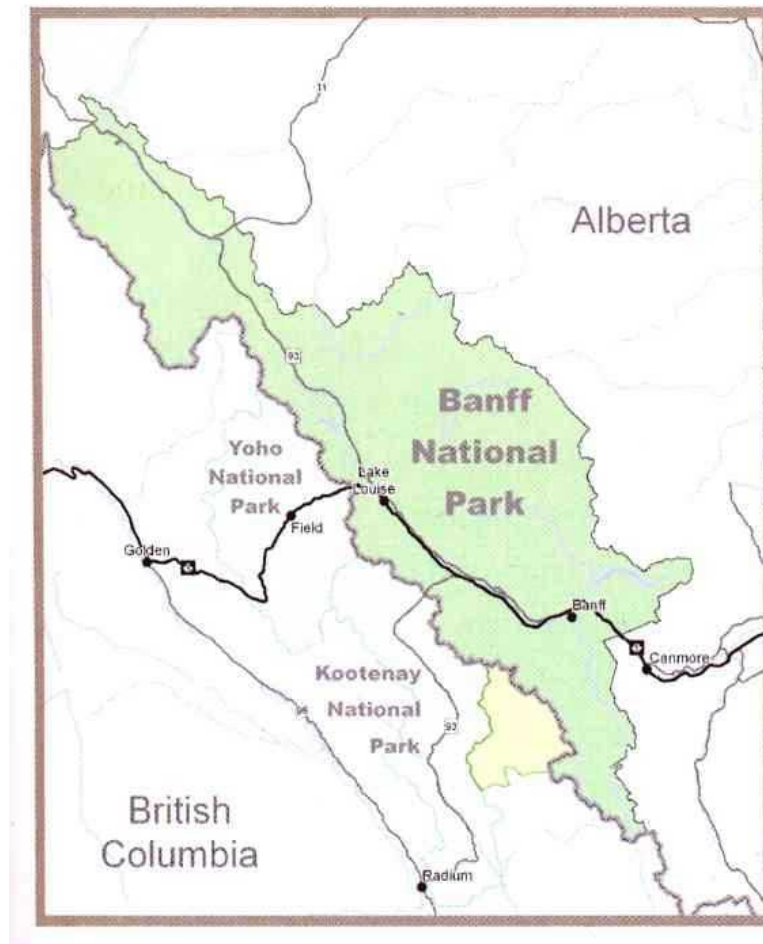 11
Alberta
93
Banff
National
Park
Yoho
National
Park
Lake
Louise
Field
Golden
Banff
Canmore
Kootenay
National
Park
93
British
Columbia
Radium